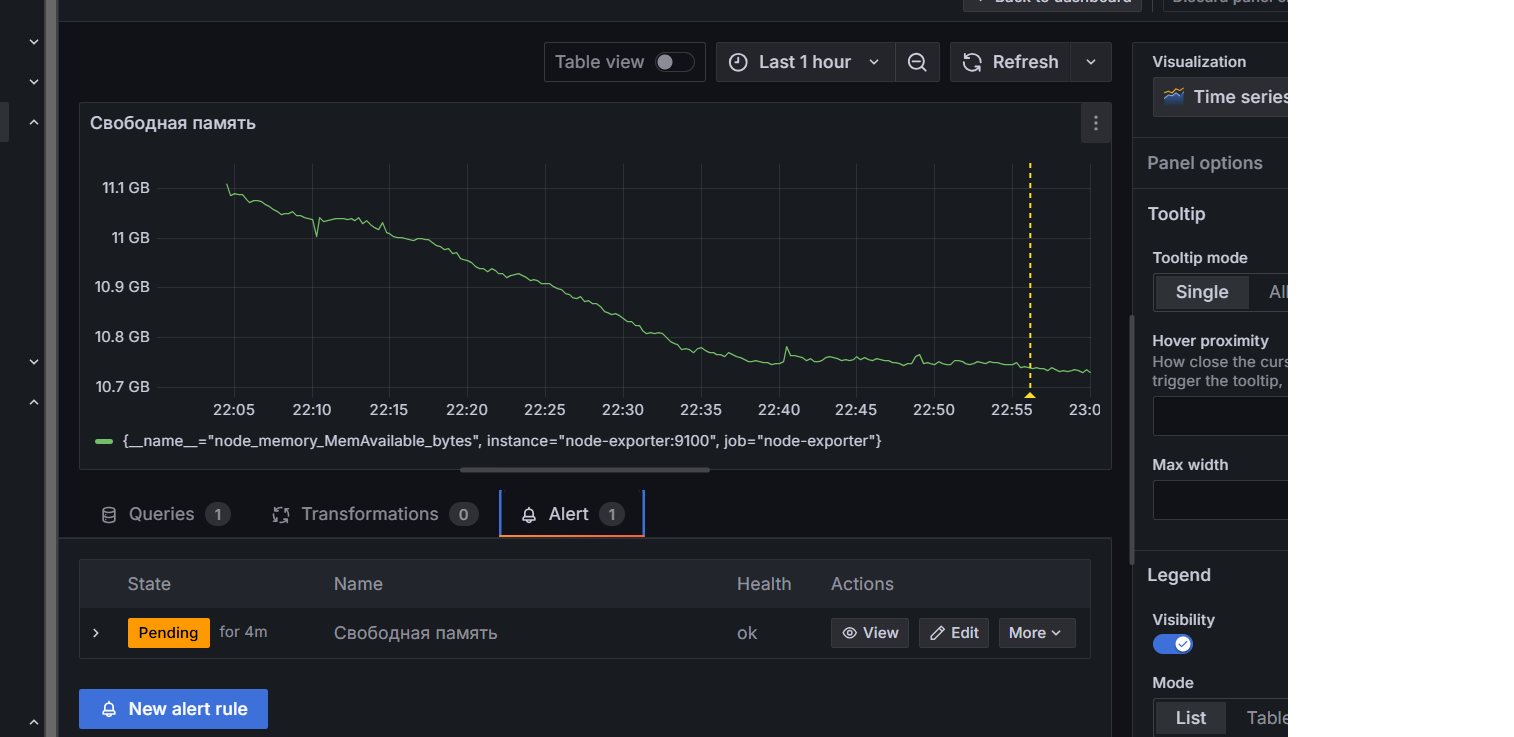 Back to dashboard
Table view
Last 1 hour
Refresh
Visualization
Time series
Свободная память
Panel options
11.1 GB
11 GB
10.9 GB
10.8 GB
10.7 GB
22:05 22:10 22:15 22:20 22:25 22:30 22:35 22:40 22:45 22:50 22:55 23:0
{__name__="node_memory_MemAvailable_bytes", instance="node-exporter:9100", job="node-exporter"}
Tooltip
Tooltip mode
Single All
Hover proximity
How close the curs
trigger the tooltip,
Max width
Queries 1 Transformations 0 Alert 1
State Name Health Actions
Pending for 4m Свободная память ok View Edit More
New alert rule
Legend
Visibility
Mode
List Table